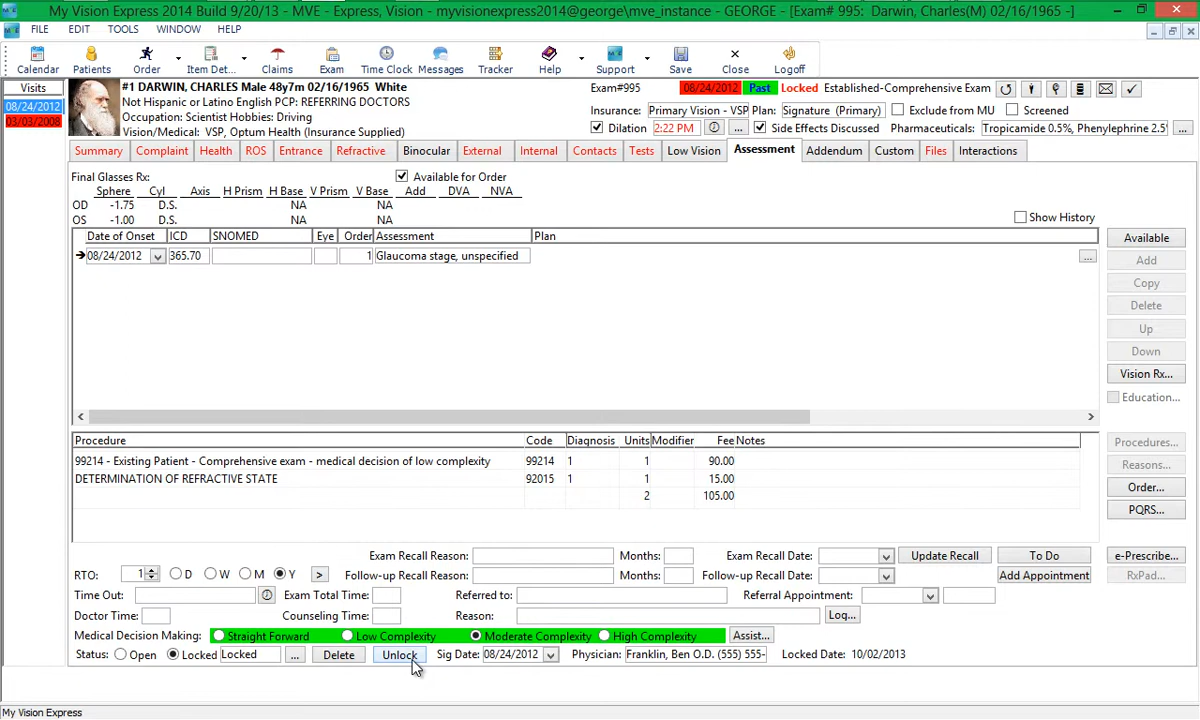 My Vision Express 2014 Build 9/20/13 - MVE - Express, Vision - myvisionexpress2014@george\mve_instance - GEORGE - [Exam# 995: Darwin, Charles(M) 02/16/1965 -]
FILE EDIT TOOLS WINDOW HELP
Calendar Patients Order Item Det... Claims Exam Time Clock Messages Tracker Help Support Save Close Logoff
Visits
08/24/2012
03/03/2008
#1 DARWIN, CHARLES Male 48y7m 02/16/1965 White
Not Hispanic or Latino English PCP: REFERRING DOCTORS
Occupation: Scientist Hobbies: Driving
Vision/Medical: VSP, Optum Health (Insurance Supplied)
Exam#995 08/24/2012 Past Locked Established-Comprehensive Exam
Insurance: Primary Vision - VSP Plan: Signature (Primary) Exclude from MU Screened
Dilation 2:22 PM ... Side Effects Discussed Pharmaceuticals: Tropicamide 0.5%, Phenylephrine 2.5% ...
Summary Complaint Health ROS Entrance Refractive Binocular External Internal Contacts Tests Low Vision Assessment Addendum Custom Files Interactions
Final Glasses Rx: Available for Order
Sphere Cyl Axis H Prism H Base V Prism V Base Add DVA NVA
OD -1.75 D.S. NA NA
OS -1.00 D.S. NA NA
Show History
Date of Onset ICD SNOMED Eye Order Assessment Plan
08/24/2012 365.70 1 Glaucoma stage, unspecified ...
Available
Add
Copy
Delete
Up
Down
Vision Rx...
Education...
Procedure Code Diagnosis Units Modifier Fee Notes
99214 - Existing Patient - Comprehensive exam - medical decision of low complexity 99214 1 1 90.00
DETERMINATION OF REFRACTIVE STATE 92015 1 1 15.00
2 105.00
Procedures...
Reasons...
Order...
PQRS...
Exam Recall Reason: Months: Exam Recall Date: Update Recall To Do e-Prescribe...
RTO: 1 D W M Y > Follow-up Recall Reason: Months: Follow-up Recall Date: Add Appointment RxPad...
Time Out: Exam Total Time: Referred to: Referral Appointment:
Doctor Time: Counseling Time: Reason: Log...
Medical Decision Making: Straight Forward Low Complexity Moderate Complexity High Complexity Assist...
Status: Open Locked Locked ... Delete Unlock Sig Date: 08/24/2012 Physician: Franklin, Ben O.D. (555) 555- Locked Date: 10/02/2013
My Vision Express